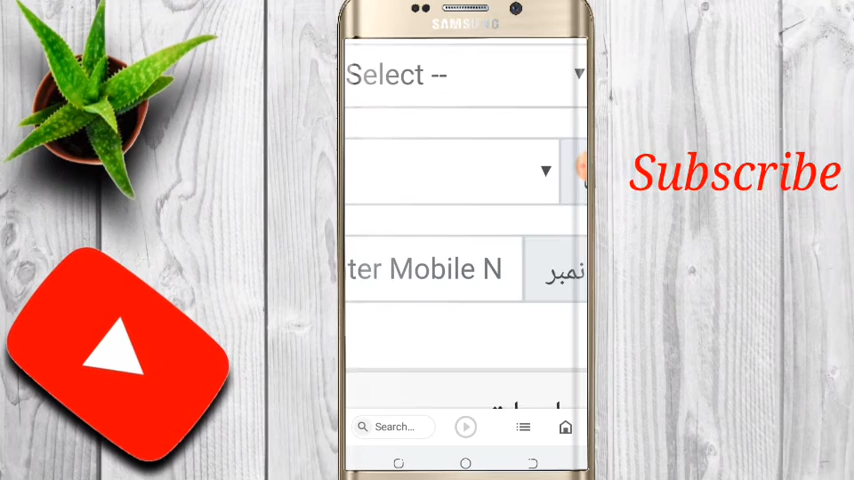 SAMSUNG
Select --
ter Mobile N
نمبر
Search...
Subscribe